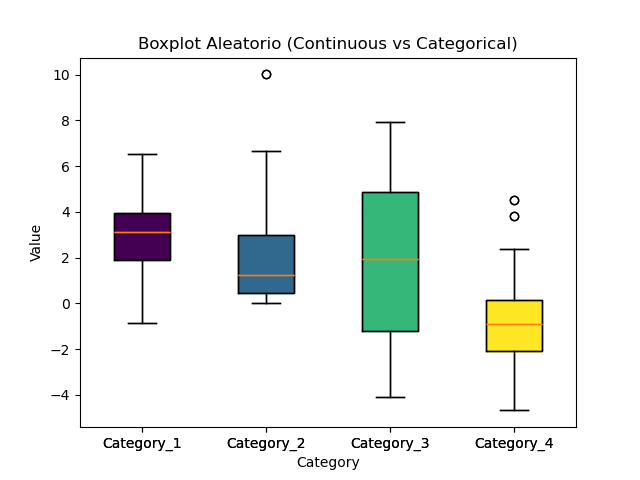 Boxplot Aleatorio (Continuous vs Categorical)
10
8
6
4
2
0
−2
−4
Value
Category_1 Category_2 Category_3 Category_4
Category